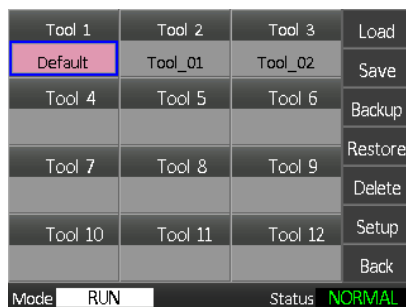 Tool 1 Tool 2 Tool 3 Load
Default Tool_01 Tool_02 Save
Tool 4 Tool 5 Tool 6 Backup
Restore
Tool 7 Tool 8 Tool 9 Delete
Tool 10 Tool 11 Tool 12 Setup
Back
Mode RUN Status NORMAL